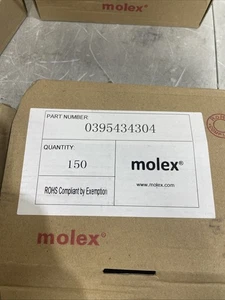 molex®
PART NUMBER
0395434304
QUANTITY:
150
molex®
www.molex.com
ROHS Compliant by Exemption
molex®